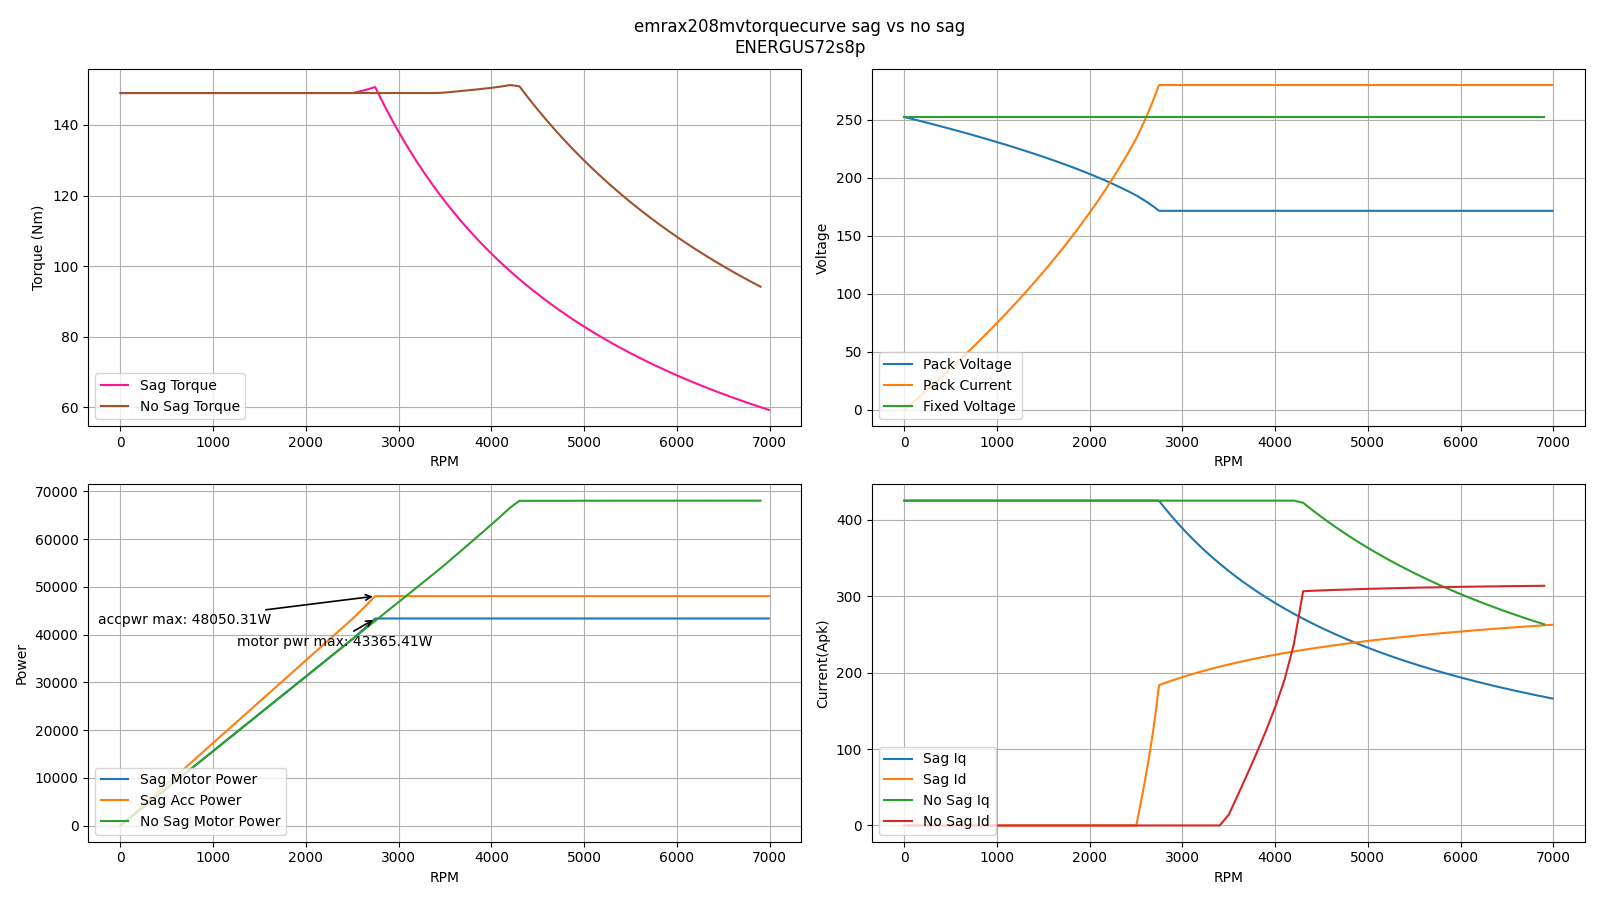 emrax208mvtorquecurve sag vs no sag
ENERGUS72s8p
Torque (Nm)
140
120
100
80
60
Sag Torque
No Sag Torque
0 1000 2000 3000 4000 5000 6000 7000
RPM
Voltage
250
200
150
100
50
0
Pack Voltage
Pack Current
Fixed Voltage
0 1000 2000 3000 4000 5000 6000 7000
RPM
Power
70000
60000
50000
40000
30000
20000
10000
0
accpwr max: 48050.31W
motor pwr max: 43365.41W
Sag Motor Power
Sag Acc Power
No Sag Motor Power
0 1000 2000 3000 4000 5000 6000 7000
RPM
Current(Apk)
400
300
200
100
0
Sag Iq
Sag Id
No Sag Iq
No Sag Id
0 1000 2000 3000 4000 5000 6000 7000
RPM